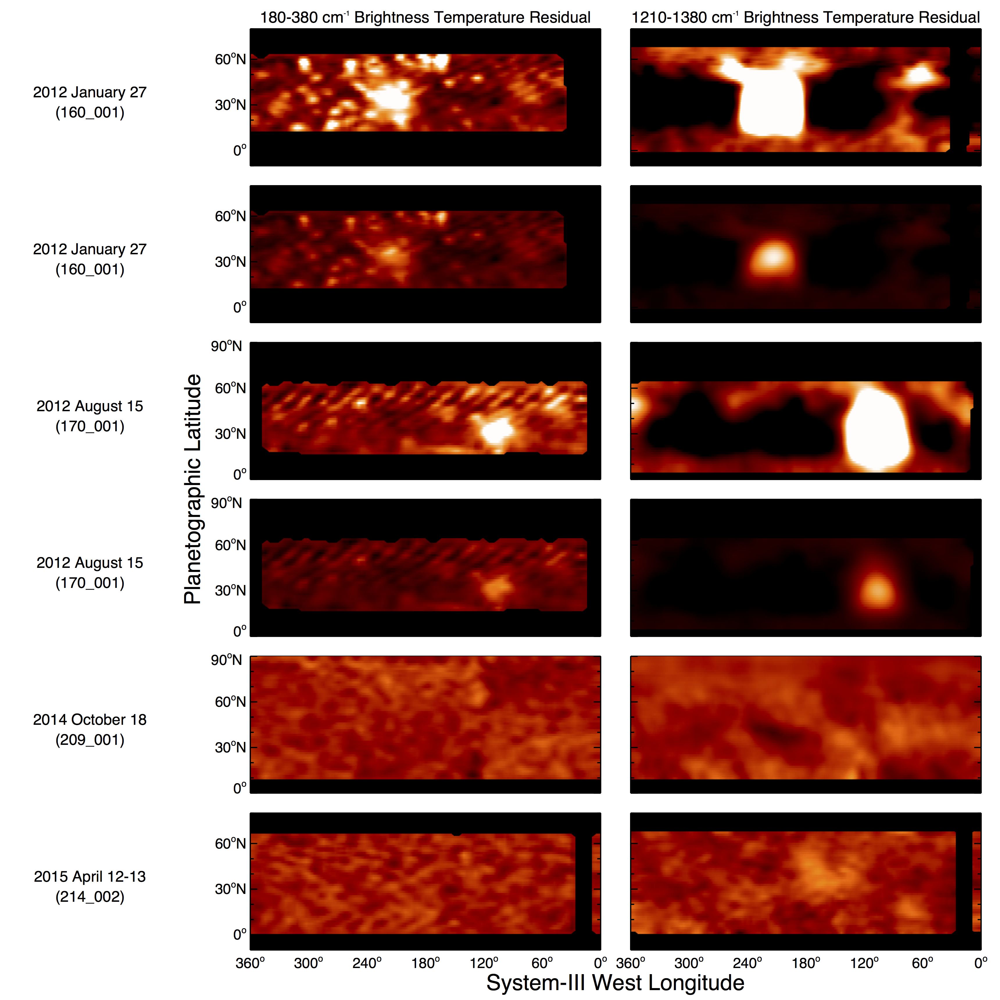 180-380 cm⁻¹ Brightness Temperature Residual
1210-1380 cm⁻¹ Brightness Temperature Residual
2012 January 27
(160_001)
60°N
30°N
0°
2012 January 27
(160_001)
60°N
30°N
0°
Planetographic Latitude
2012 August 15
(170_001)
90°N
60°N
30°N
0°
2012 August 15
(170_001)
90°N
60°N
30°N
0°
2014 October 18
(209_001)
90°N
60°N
30°N
0°
2015 April 12-13
(214_002)
60°N
30°N
0°
360° 300° 240° 180° 120° 60° 0°
360° 300° 240° 180° 120° 60° 0°
System-III West Longitude